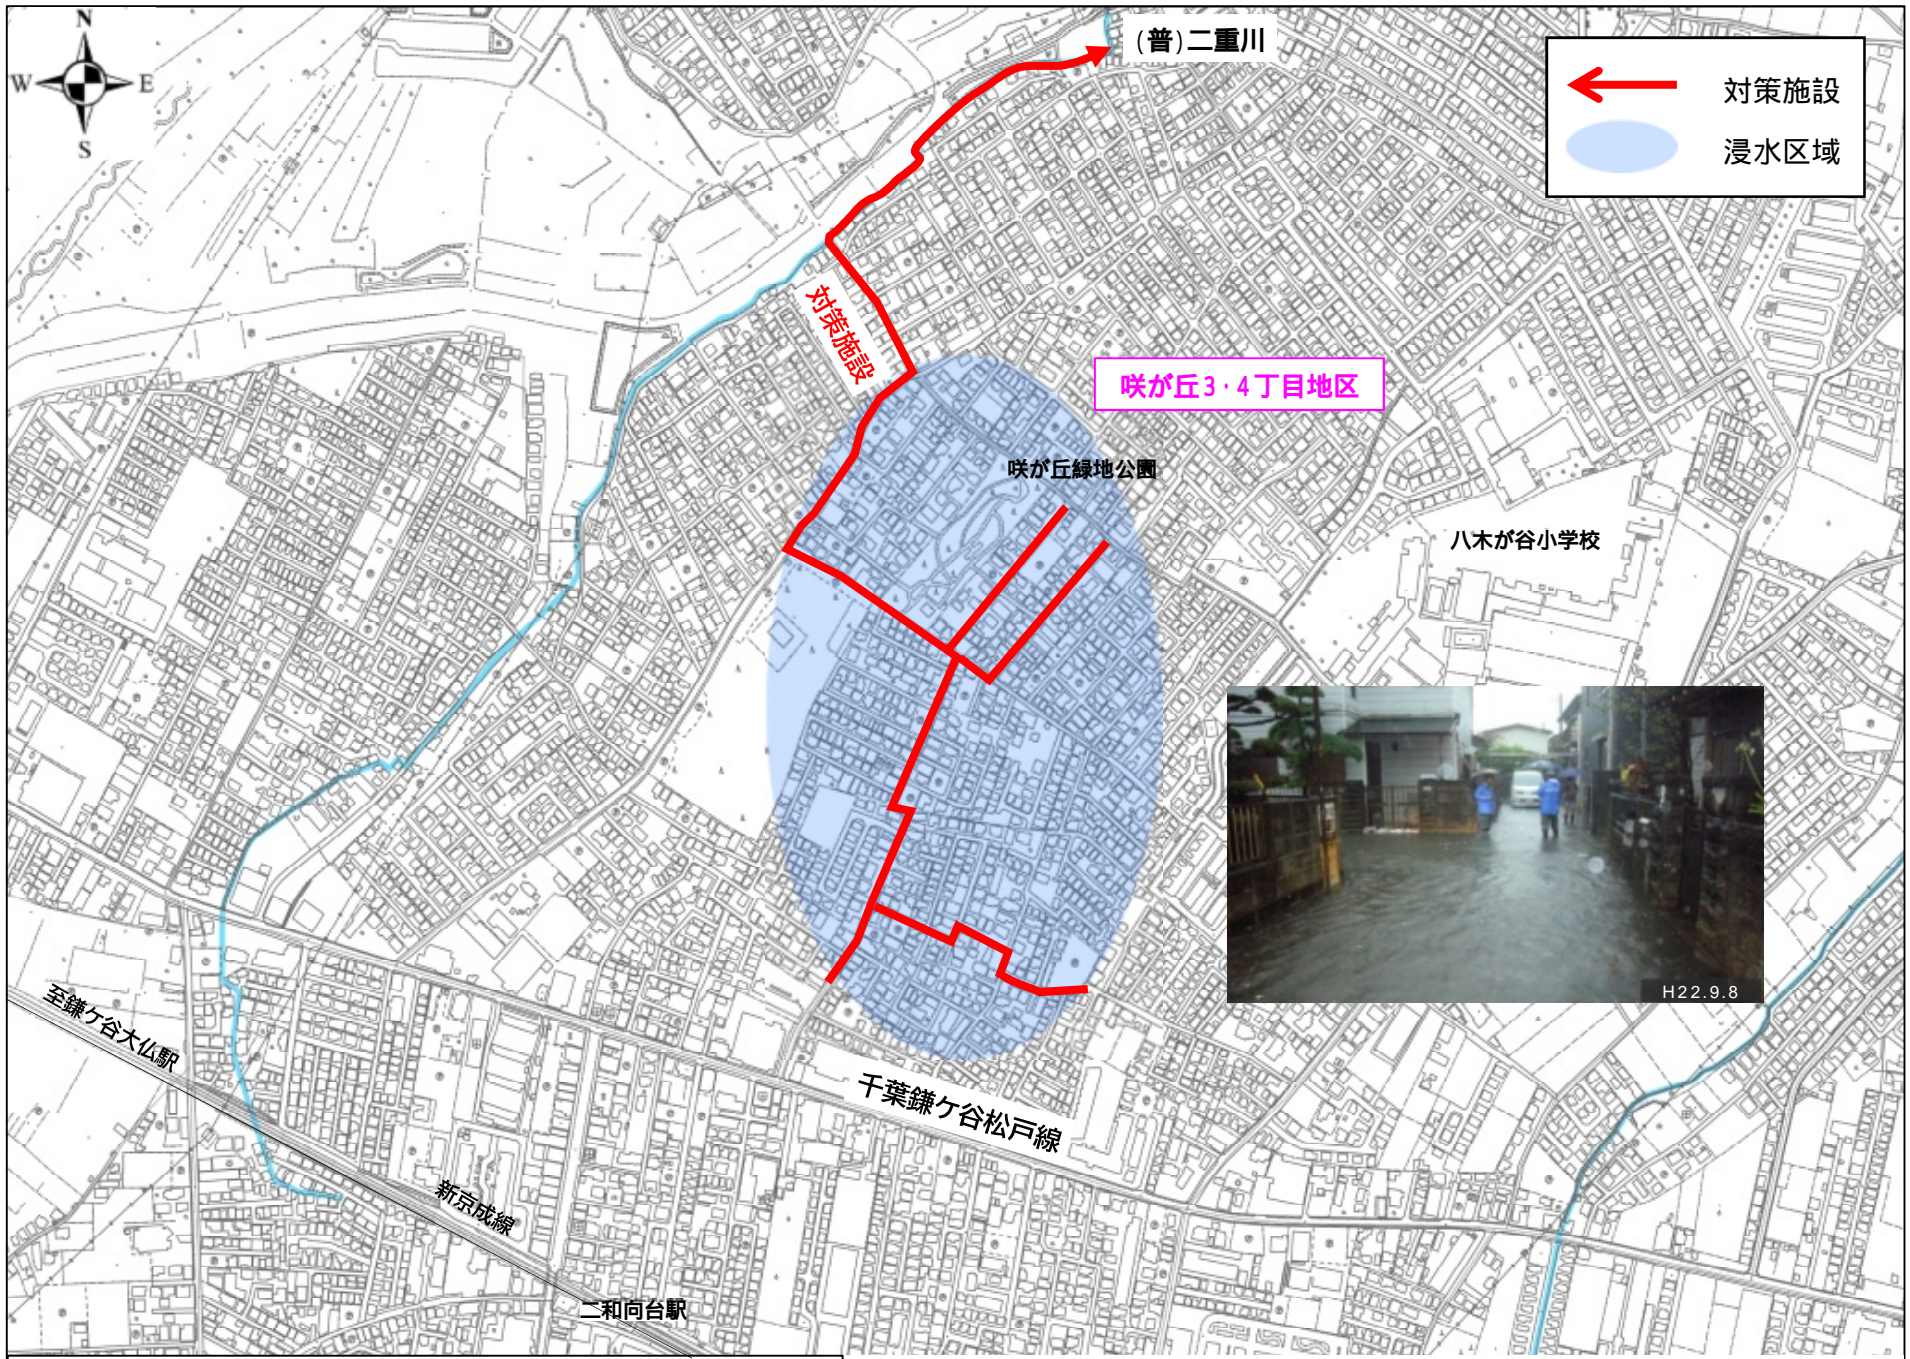 N
W E
S
(普)二重川
対策施設
浸水区域
対策施設
咲が丘3・4丁目地区
咲が丘緑地公園
八木が谷小学校
H22.9.8
至鎌ケ谷大仏駅
千葉鎌ケ谷松戸線
新京成線
二和向台駅